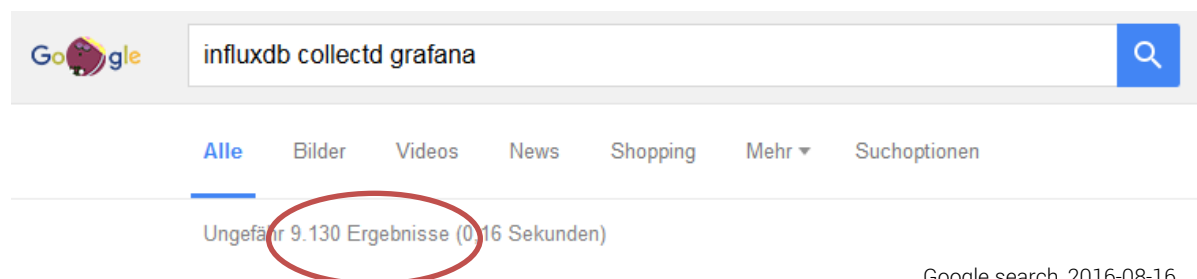 Google
influxdb collectd grafana
Alle Bilder Videos News Shopping Mehr Suchoptionen
Ungefähr 9.130 Ergebnisse (0,16 Sekunden)
Google search, 2016-08-16